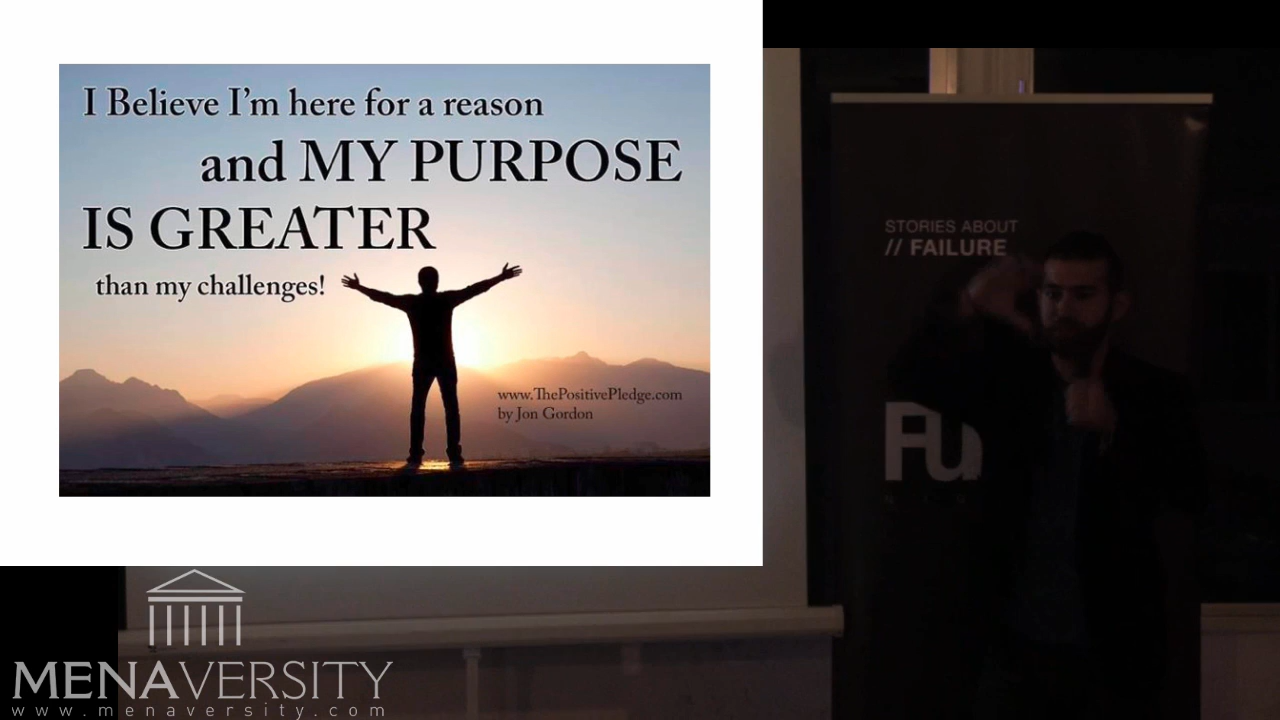 I Believe I'm here for a reason
and MY PURPOSE
IS GREATER
than my challenges!
www.ThePositivePledge.com
by Jon Gordon
STORIES ABOUT
// FAILURE
Fu
MENAVERSITY
www.menaversity.com